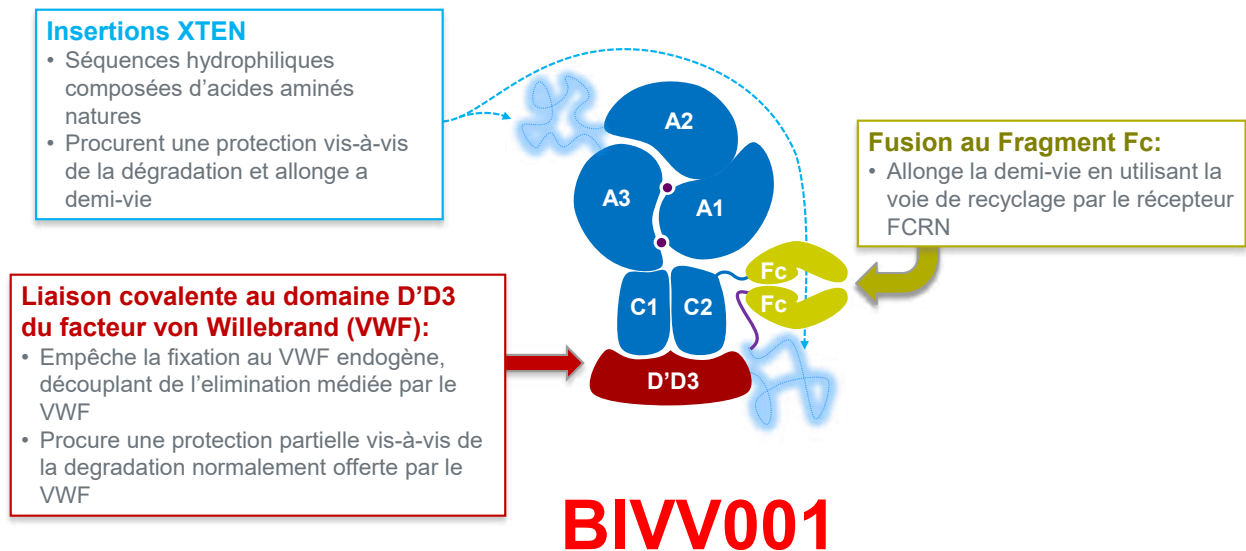 Insertions XTEN
• Séquences hydrophiliques
composées d'acides aminés
natures
• Procurent une protection vis-à-vis
de la dégradation et allonge a
demi-vie
A2
A3
A1
Fusion au Fragment Fc:
• Allonge la demi-vie en utilisant la
voie de recyclage par le récepteur
FCRN
Fc
Fc
C1
C2
D'D3
Liaison covalente au domaine D'D3
du facteur von Willebrand (VWF):
• Empêche la fixation au VWF endogène,
découplant de l'elimination médiée par le
VWF
• Procure une protection partielle vis-à-vis de
la degradation normalement offerte par le
VWF
BIVV001